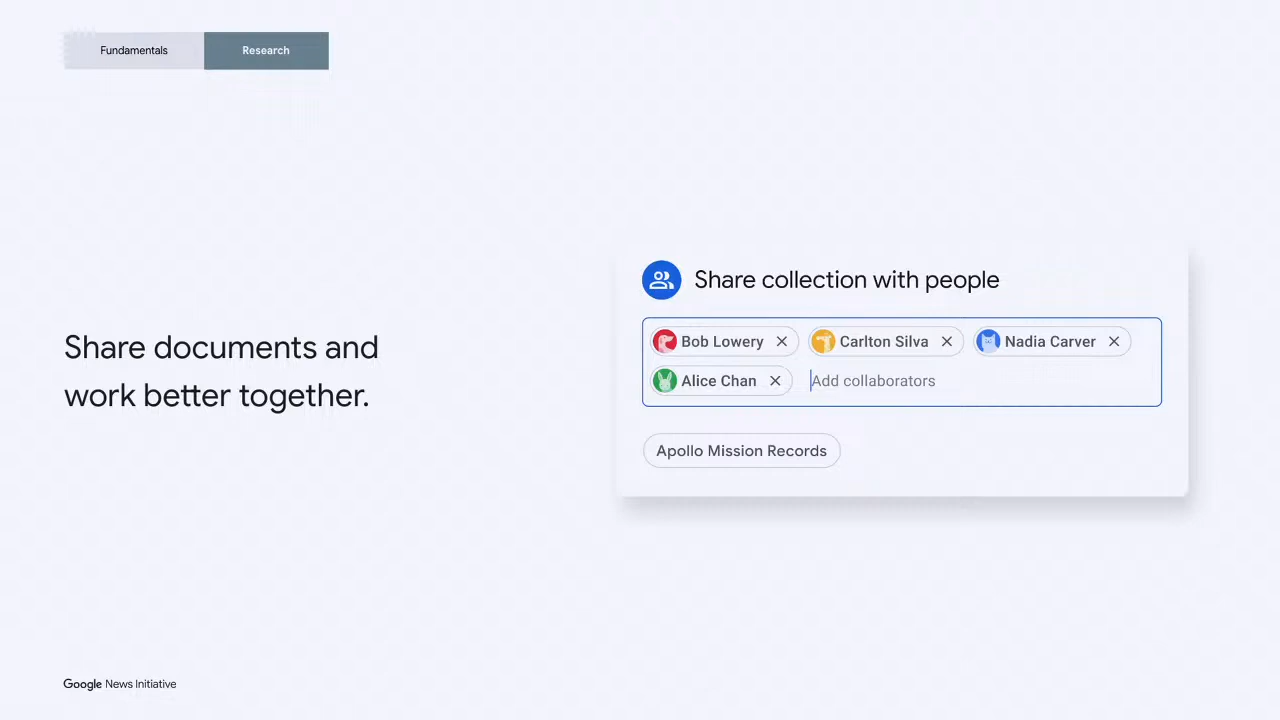 Fundamentals Research
Share documents and
work better together.
Share collection with people
Bob Lowery Carlton Silva Nadia Carver
Alice Chan Add collaborators
Apollo Mission Records
Google News Initiative